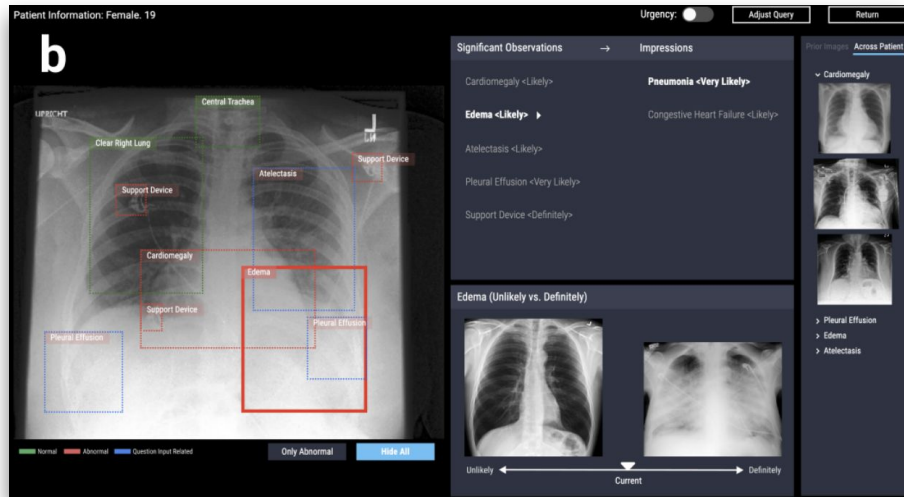 Patient Information: Female. 19
Urgency:
Adjust Query
Return
b
UPRICHT
L
Central Trachea
Clear Right Lung
Support Device
Atelectasis
Support Device
Cardiomegaly
Edema
Support Device
Pleural Effusion
Pleural Effusion
Normal
Abnormal
Question Input Related
Only Abnormal
Hide All
Significant Observations → Impressions
Cardiomegaly <Likely>
Pneumonia <Very Likely>
Edema <Likely>
Congestive Heart Failure <Likely>
Atelectasis <Likely>
Pleural Effusion <Very Likely>
Support Device <Definitely>
Edema (Unlikely vs. Definitely)
Unlikely
Definitely
Current
Prior Images
Across Patient
Cardiomegaly
Pleural Effusion
Edema
Atelectasis